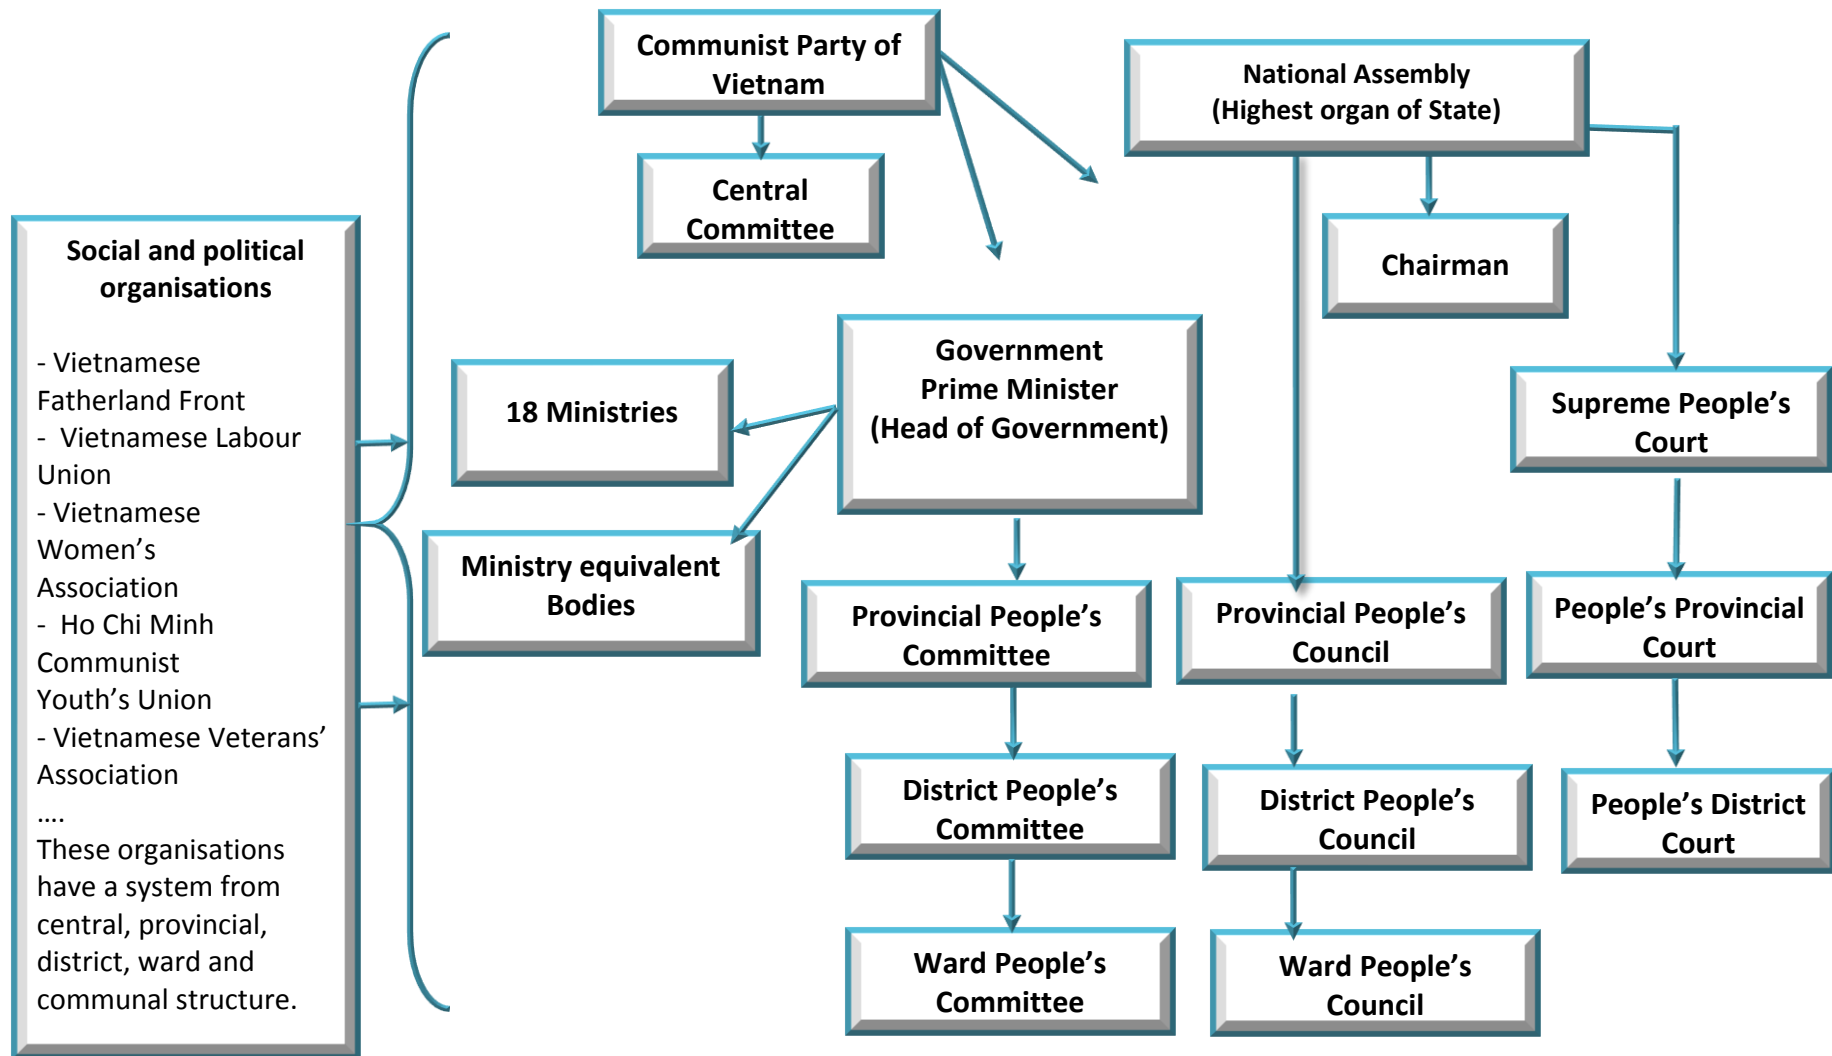 Communist Party of
Vietnam
National Assembly
(Highest organ of State)
Central
Committee
Chairman
Social and political
organisations
- Vietnamese
Fatherland Front
-  Vietnamese Labour
Union
- Vietnamese
Women’s
Association
-  Ho Chi Minh
Communist
Youth’s Union
- Vietnamese Veterans’
Association
....
These organisations
have a system from
central, provincial,
district, ward and
communal structure.
18 Ministries
Government
Prime Minister
(Head of Government)
Supreme People’s
Court
Ministry equivalent
Bodies
Provincial People’s
Committee
Provincial People’s
Council
People’s Provincial
Court
District People’s
Committee
District People’s
Council
People’s District
Court
Ward People’s
Committee
Ward People’s
Council